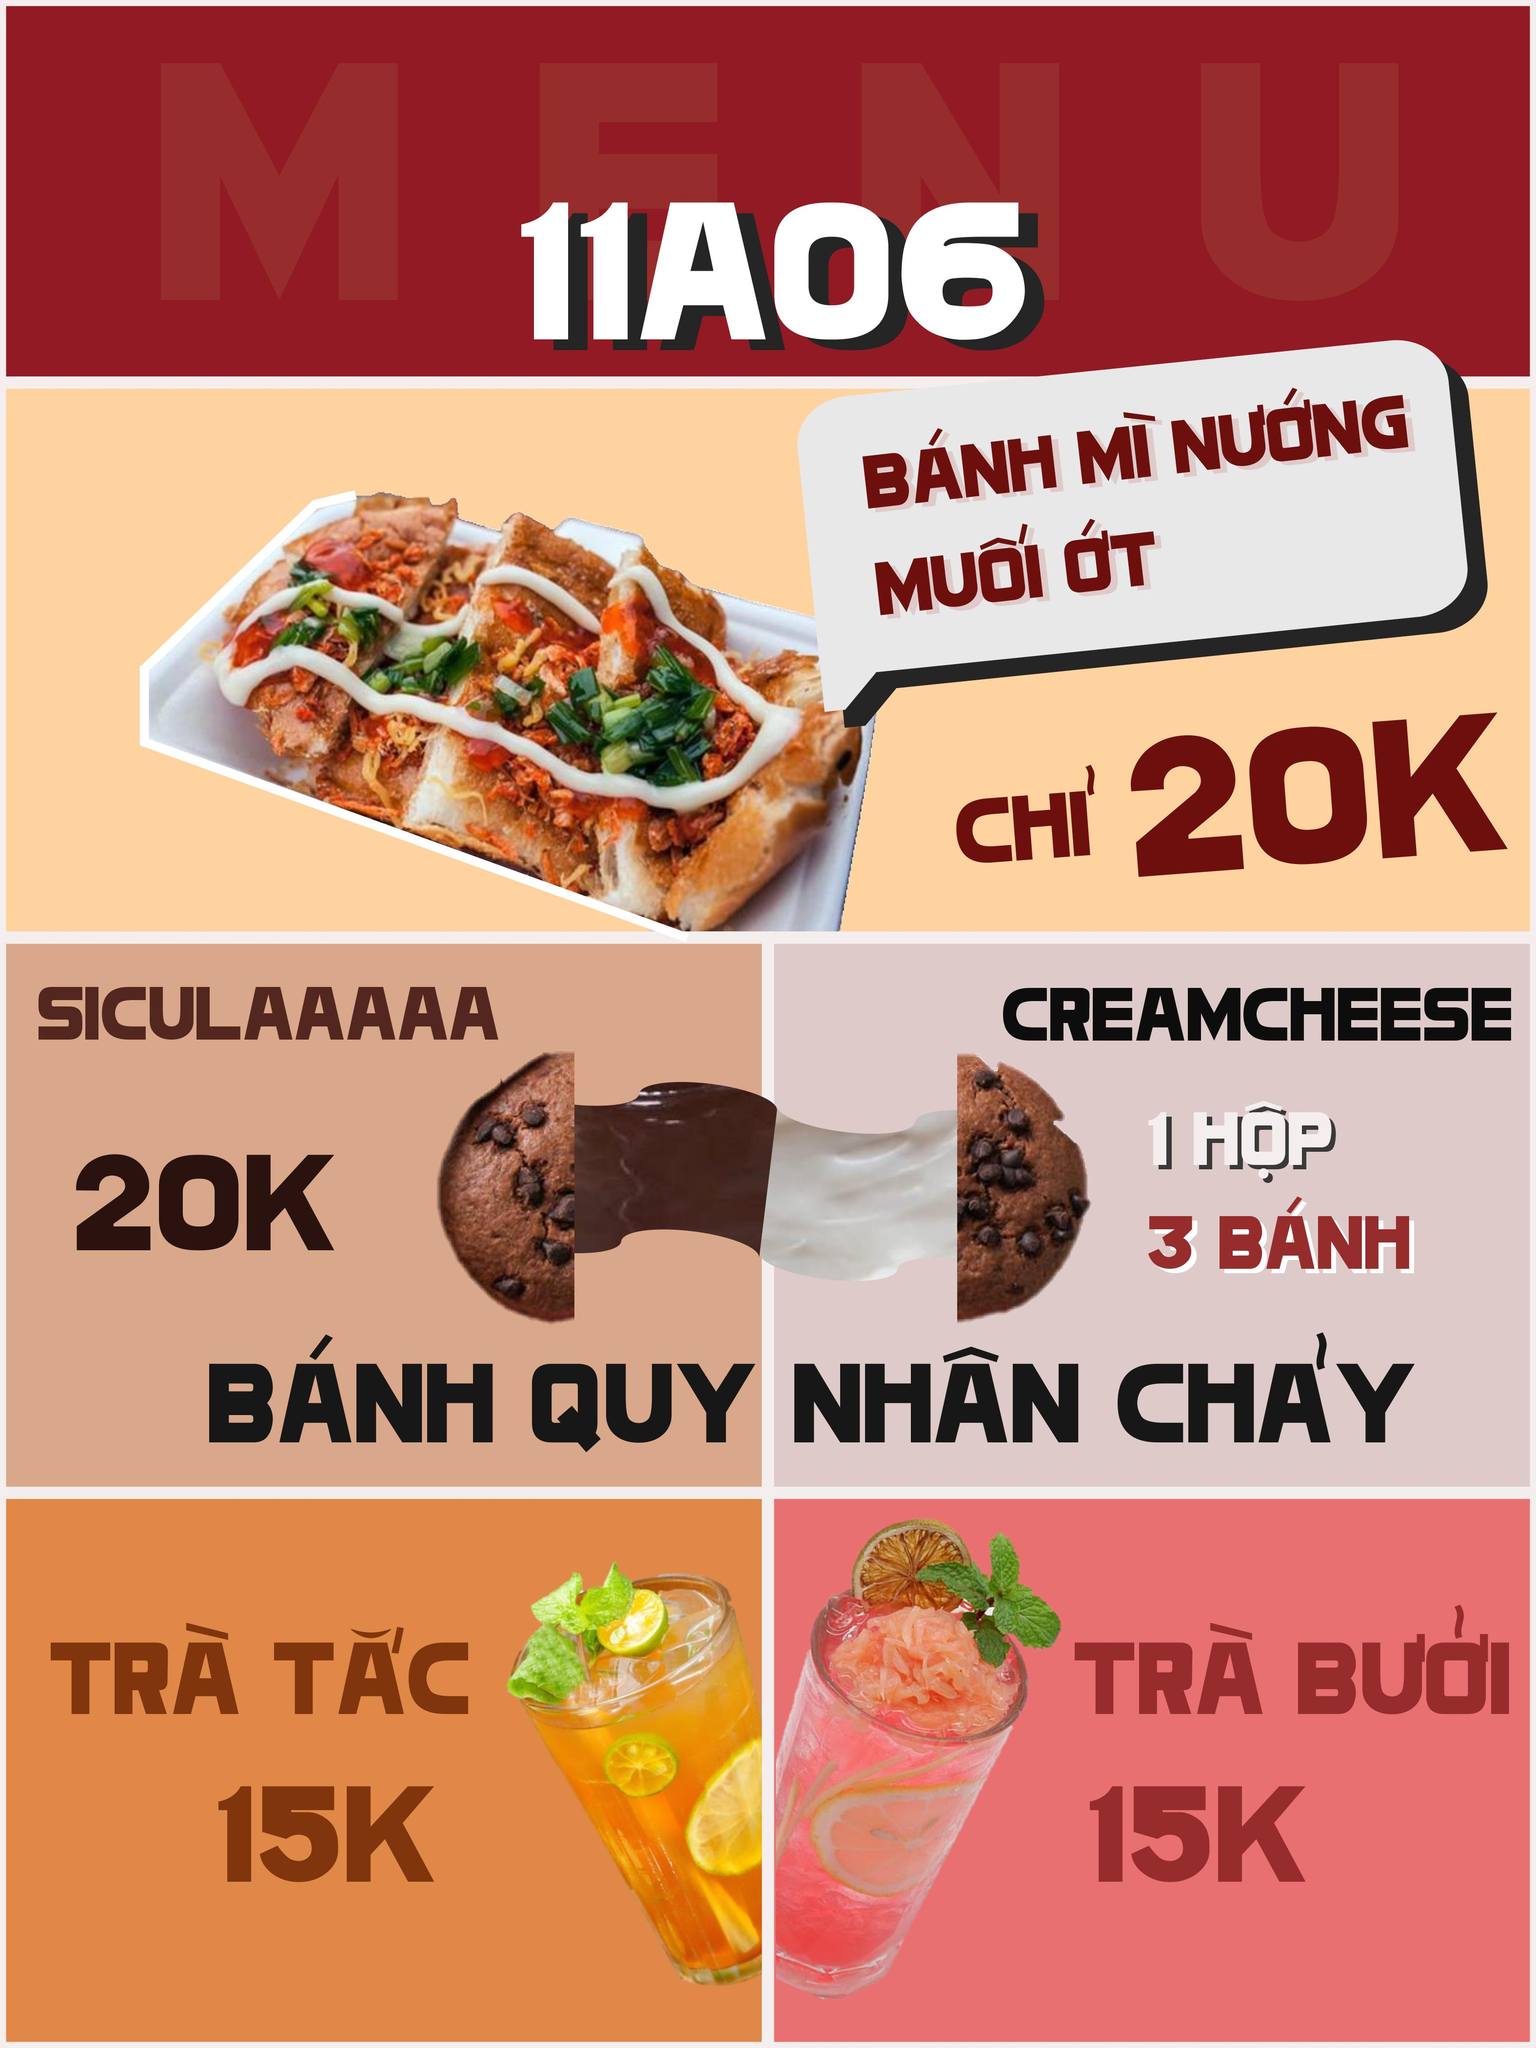 MENU
11A06
BÁNH MÌ NƯỚNG
MUỐI ỚT
CHỈ 20K
SICULAAAAA
CREAMCHEESE
20K
1 HỘP
3 BÁNH
BÁNH QUY NHÂN CHẢY
TRÀ TẮC
15K
TRÀ BƯỞI
15K